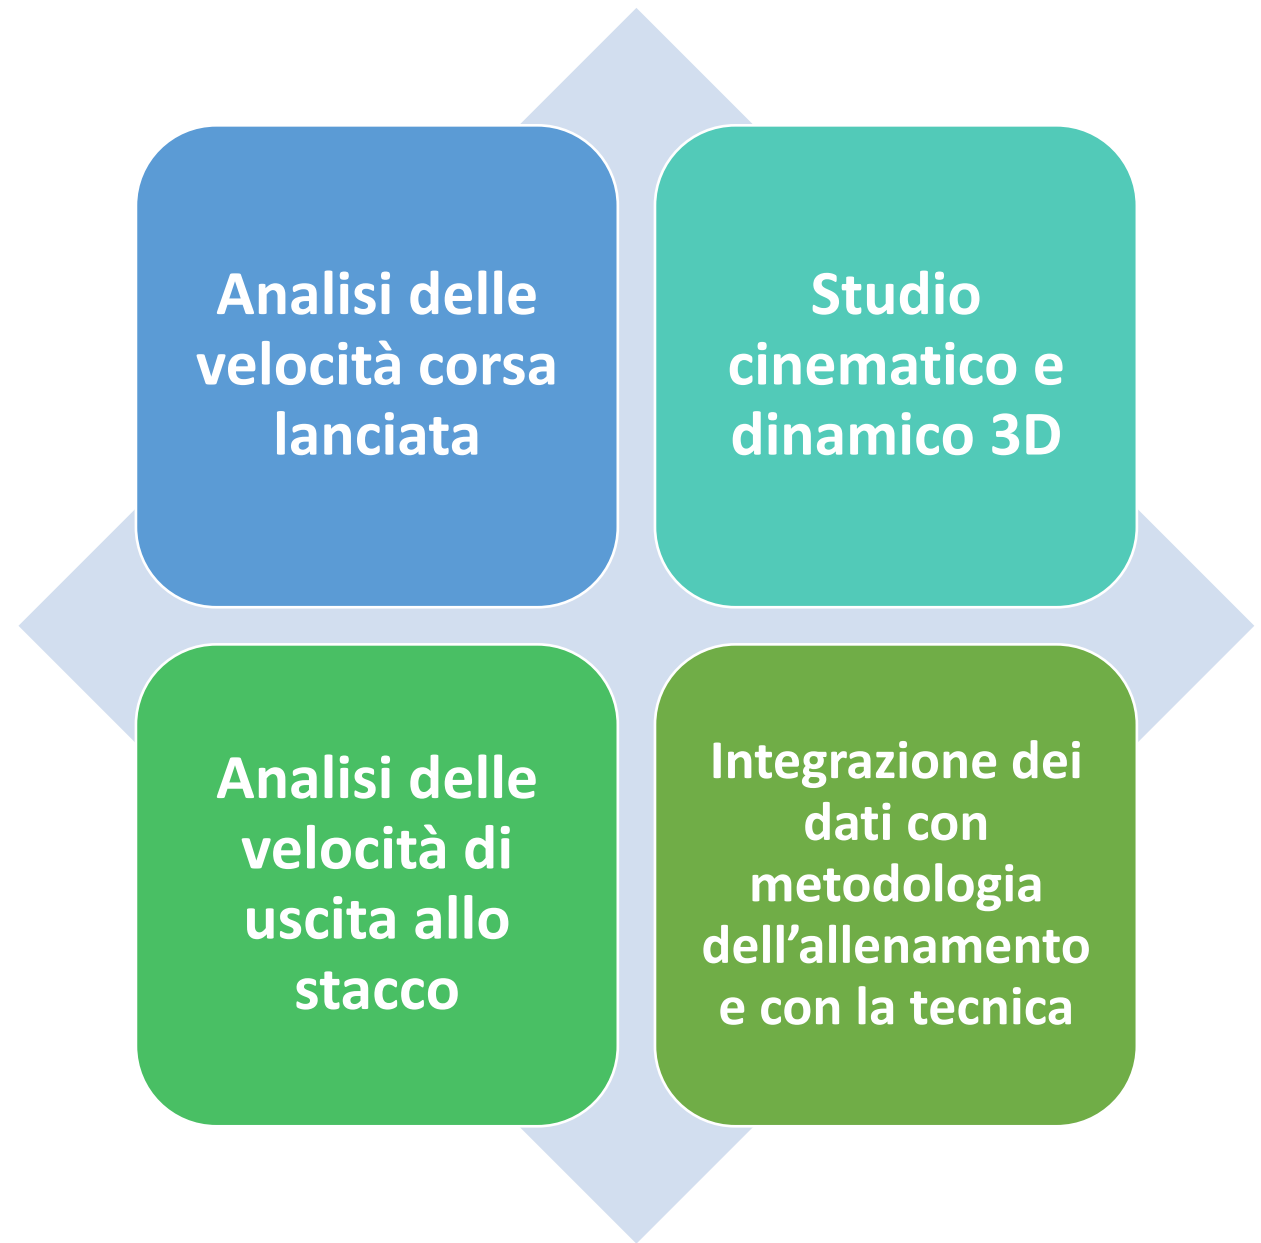 Analisi delle
velocità corsa
lanciata
Studio
cinematico e
dinamico 3D
Analisi delle
velocità di
uscita allo
stacco
Integrazione dei
dati con
metodologia
dell’allenamento
e con la tecnica